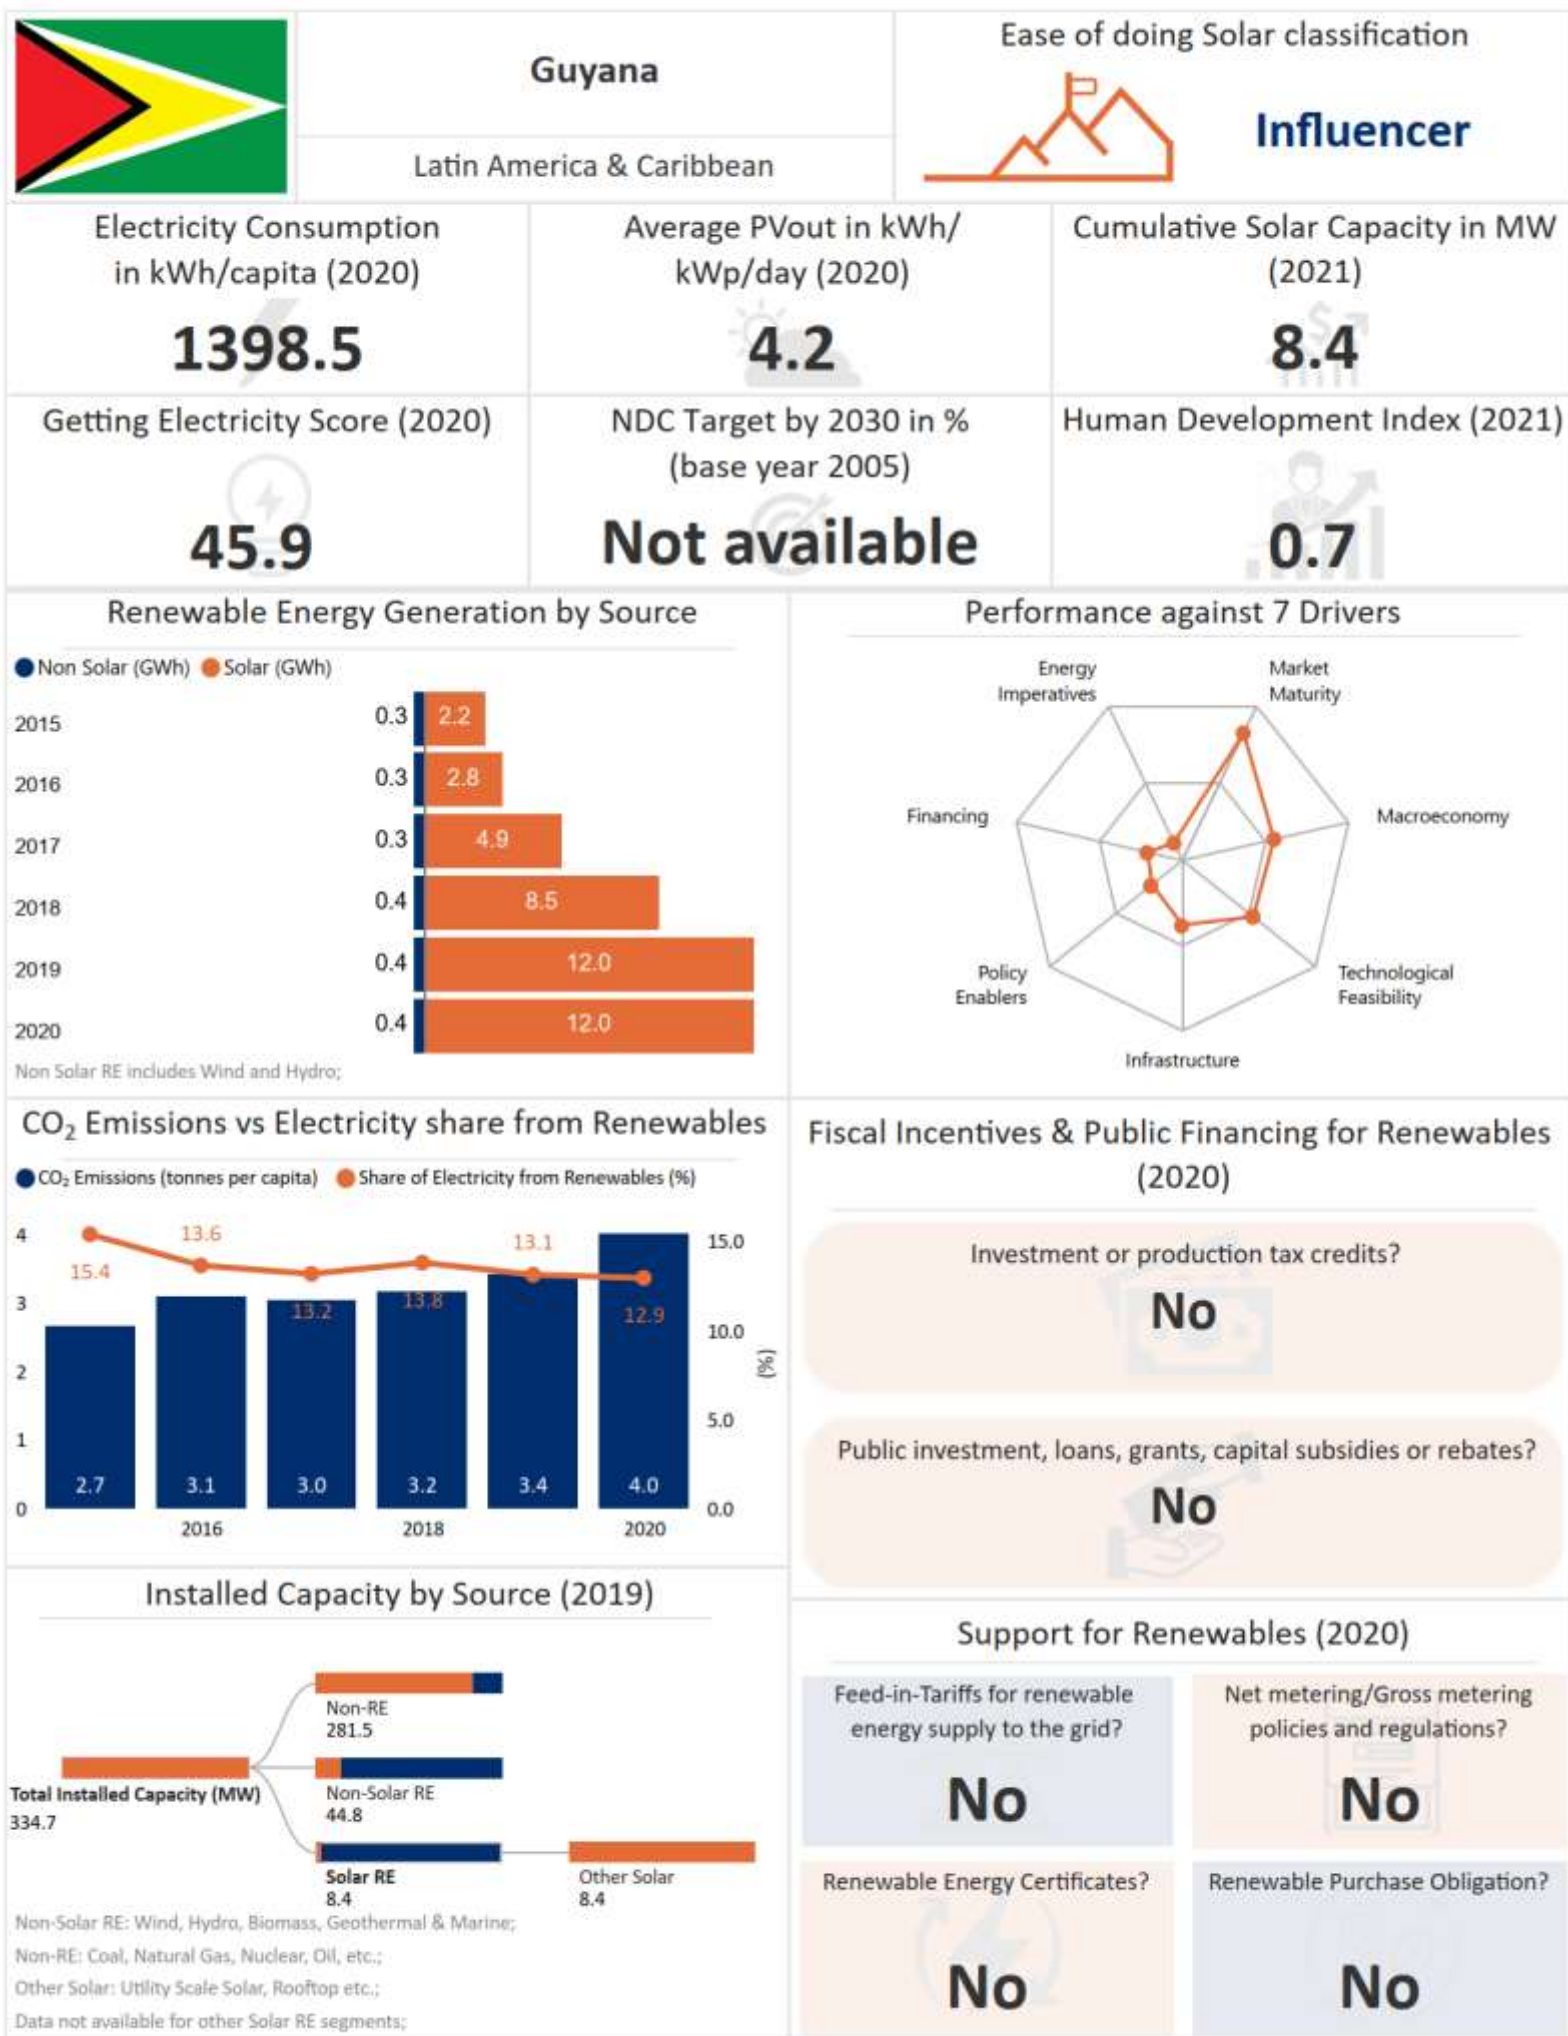 Guyana
Latin America & Caribbean
Ease of doing Solar classification
Influencer
Electricity Consumption
in kWh/capita (2020)
1398.5
Average PVout in kWh/
kWp/day (2020)
4.2
Cumulative Solar Capacity in MW
(2021)
8.4
Getting Electricity Score (2020)
45.9
NDC Target by 2030 in %
(base year 2005)
Not available
Human Development Index (2021)
0.7
Renewable Energy Generation by Source
Non Solar (GWh) Solar (GWh)
2015 0.3 2.2
2016 0.3 2.8
2017 0.3 4.9
2018 0.4 8.5
2019 0.4 12.0
2020 0.4 12.0
Non Solar RE includes Wind and Hydro;
Performance against 7 Drivers
Energy
Imperatives
Market
Maturity
Financing
Macroeconomy
Policy
Enablers
Technological
Feasibility
Infrastructure
CO₂ Emissions vs Electricity share from Renewables
CO₂ Emissions (tonnes per capita) Share of Electricity from Renewables (%)
4
3
2
1
0
15.4
13.6
13.2
13.8
13.1
12.9
2.7
3.1
3.0
3.2
3.4
4.0
15.0
10.0
5.0
0.0
(%)
2016
2018
2020
Fiscal Incentives & Public Financing for Renewables
(2020)
Investment or production tax credits?
No
Public investment, loans, grants, capital subsidies or rebates?
No
Installed Capacity by Source (2019)
Total Installed Capacity (MW)
334.7
Non-RE
281.5
Non-Solar RE
44.8
Solar RE
8.4
Other Solar
8.4
Non-Solar RE: Wind, Hydro, Biomass, Geothermal & Marine;
Non-RE: Coal, Natural Gas, Nuclear, Oil, etc.;
Other Solar: Utility Scale Solar, Rooftop etc.;
Data not available for other Solar RE segments;
Support for Renewables (2020)
Feed-in-Tariffs for renewable
energy supply to the grid?
No
Net metering/Gross metering
policies and regulations?
No
Renewable Energy Certificates?
No
Renewable Purchase Obligation?
No